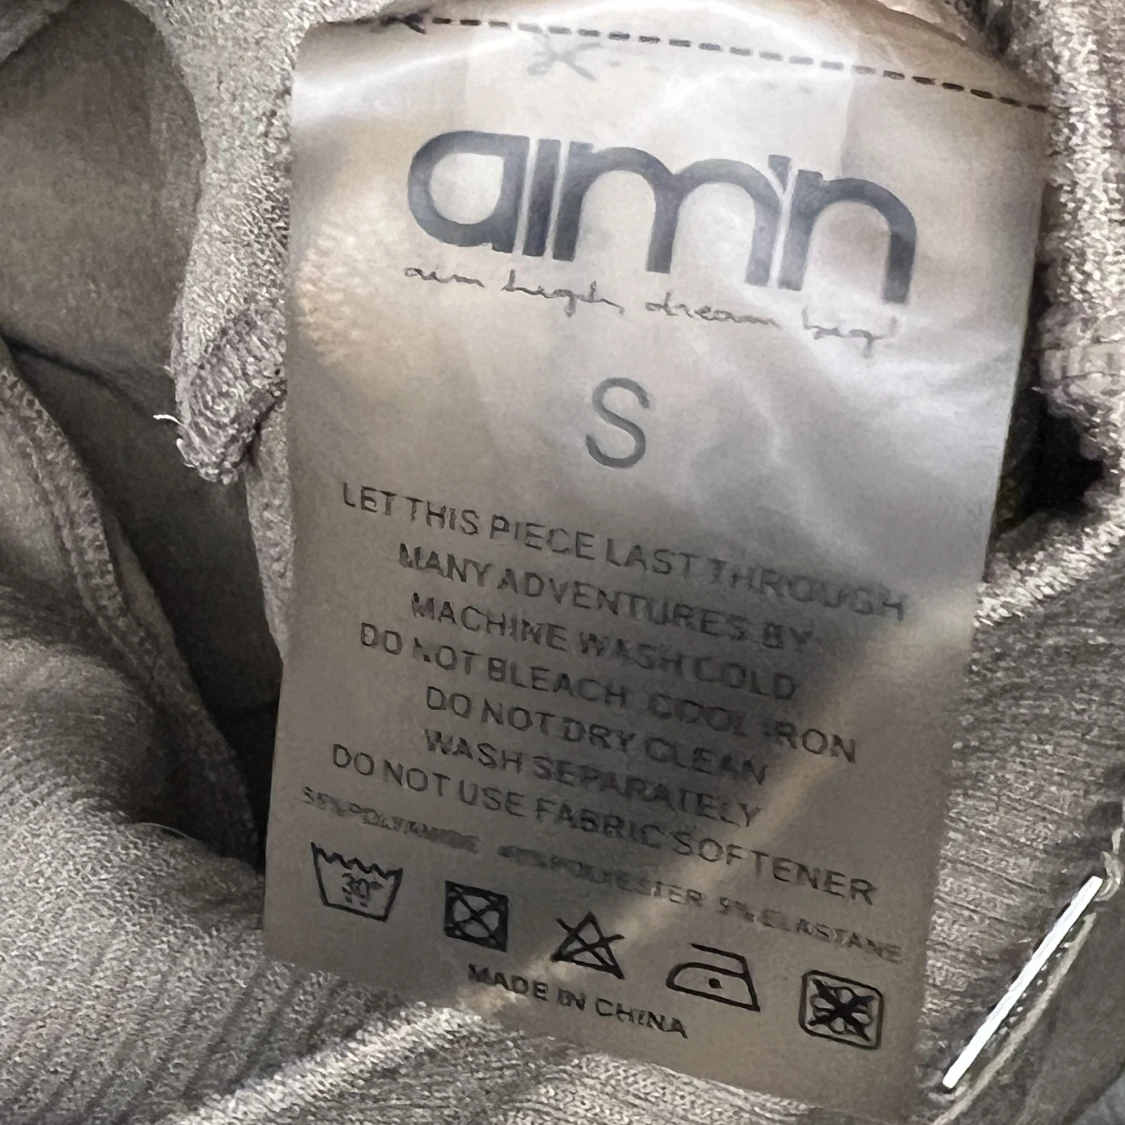 aim'n
aim high, dream big!
S
LET THIS PIECE LAST THROUGH
MANY ADVENTURES BY
MACHINE WASH COLD
DO NOT BLEACH COOL IRON
DO NOT DRY CLEAN
WASH SEPARATELY
DO NOT USE FABRIC SOFTENER
POLYAMIDE POLYESTER 9% ELASTANE
30°
MADE IN CHINA